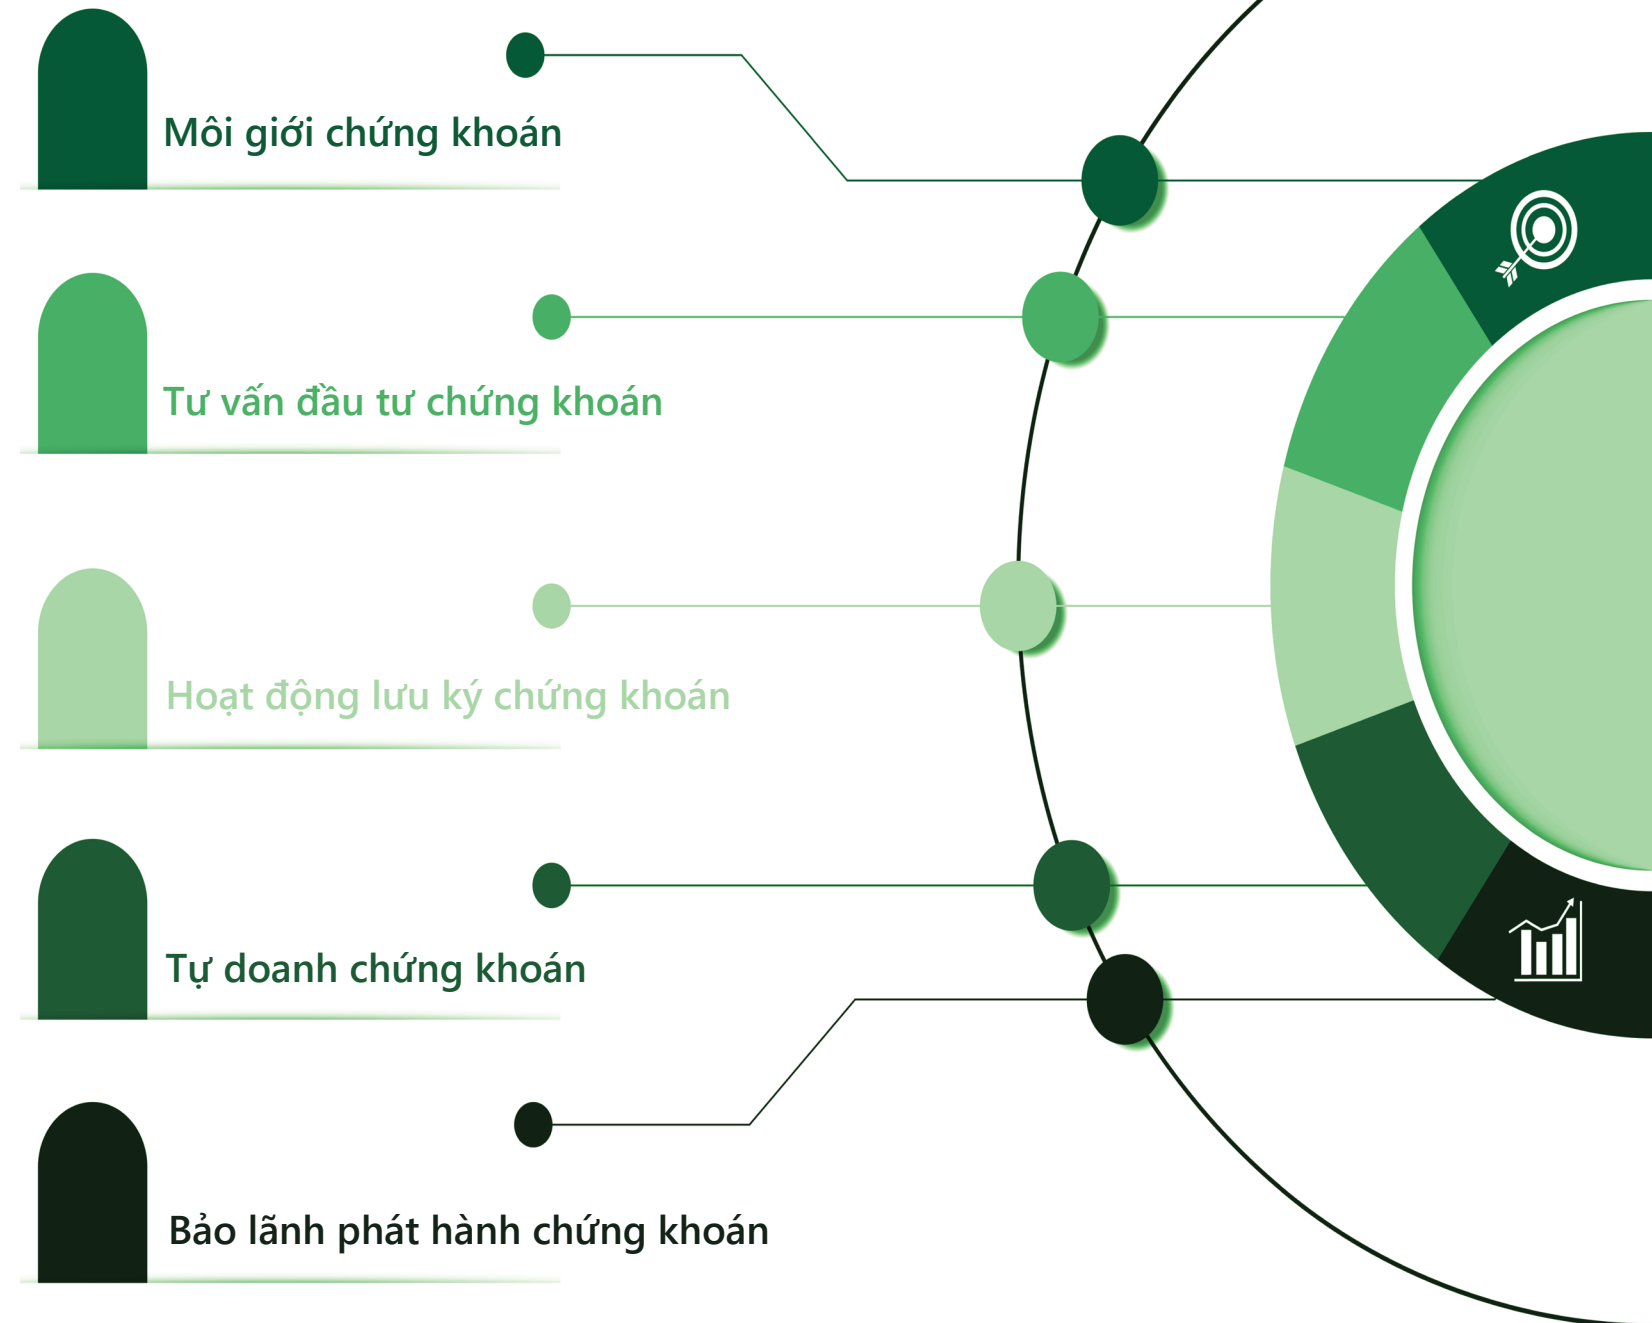 Môi giới chứng khoán
Tư vấn đầu tư chứng khoán
Hoạt động lưu ký chứng khoán
Tự doanh chứng khoán
Bảo lãnh phát hành chứng khoán